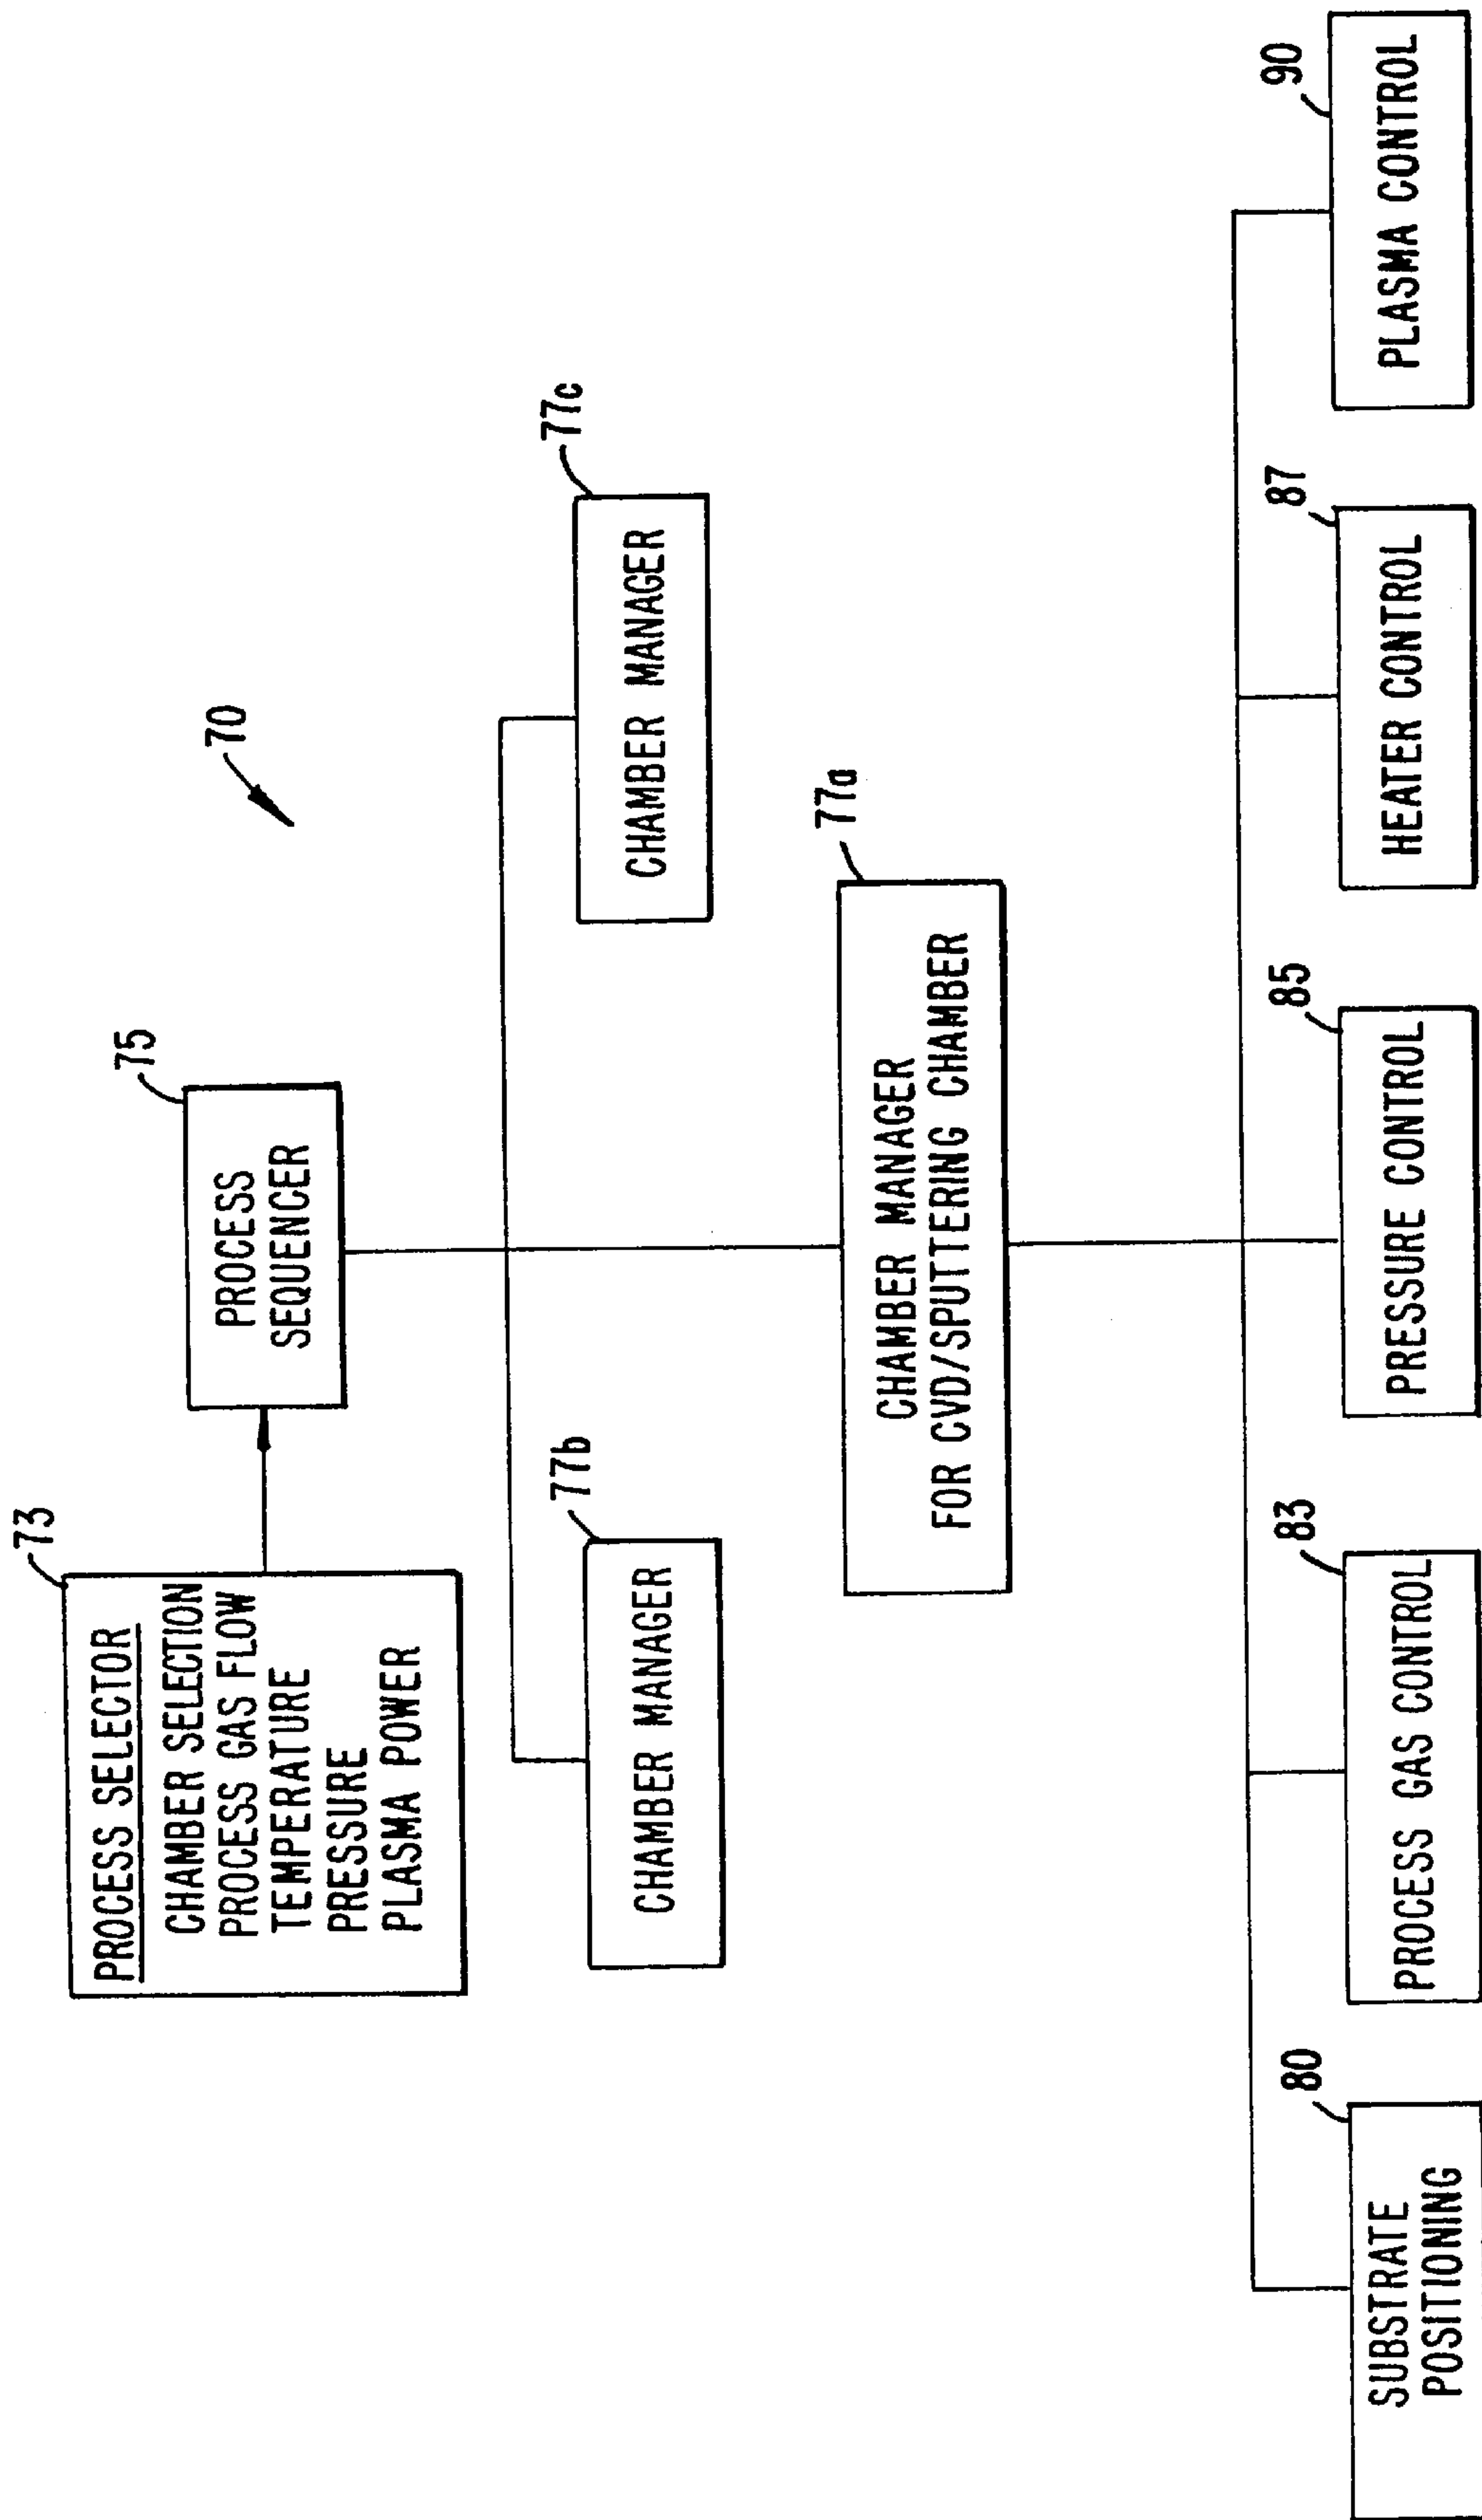 70
73
PROCESS SELECTOR
CHAMBER SELECTION
PROCESS GAS FLOW
TEMPERATURE
PRESSURE
PLASMA POWER
75
PROCESS
SEQUENCER
77b
CHAMBER MANAGER
77c
CHAMBER MANAGER
77a
CHAMBER MANAGER
FOR CVD/SPUTTERING CHAMBER
80
SUBSTRATE
POSITIONING
83
PROCESS GAS CONTROL
85
PRESSURE CONTROL
87
HEATER CONTROL
90
PLASMA CONTROL